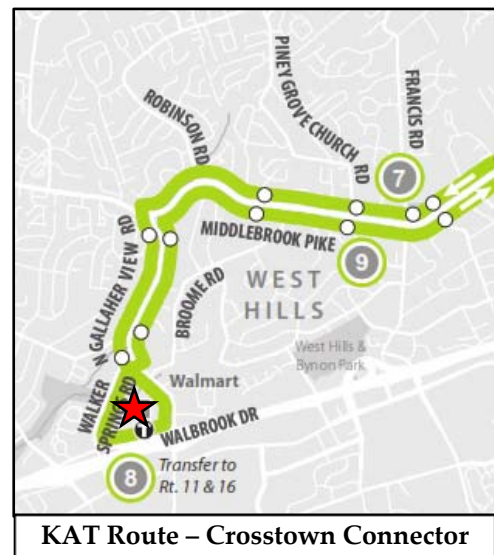 PINEY GROVE CHURCH
RD
FRANCIS RD
ROBINSON RD
7
MIDDLEBROOK PIKE
9
N GALLAHER VIEW RD
BROOME RD
WEST
HILLS
West Hills &
Bynon Park
WALKER
SPRINGS RD
Walmart
1
WALBROOK DR
8
Transfer to
Rt. 11 & 16
KAT Route – Crosstown Connector